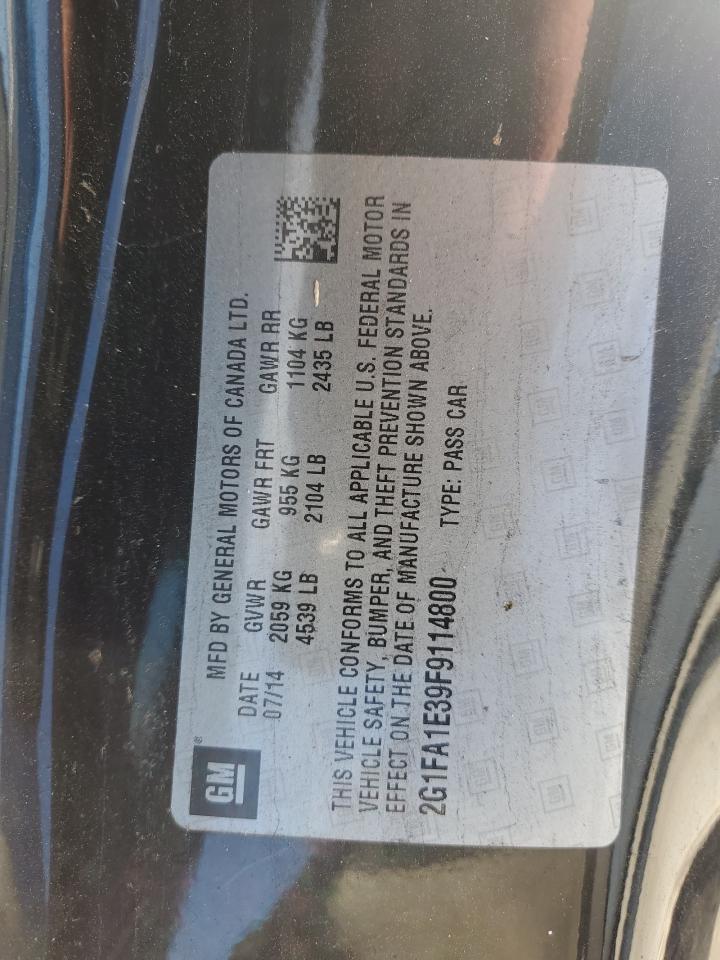 GM®
MFD BY GENERAL MOTORS OF CANADA LTD.
DATE GVWR GAWR FRT GAWR RR
07/14 2059 KG 955 KG 1104 KG
4539 LB 2104 LB 2435 LB
THIS VEHICLE CONFORMS TO ALL APPLICABLE U.S. FEDERAL MOTOR
VEHICLE SAFETY, BUMPER, AND THEFT PREVENTION STANDARDS IN
EFFECT ON THE DATE OF MANUFACTURE SHOWN ABOVE.
2G1FA1E39F9114800 TYPE: PASS CAR